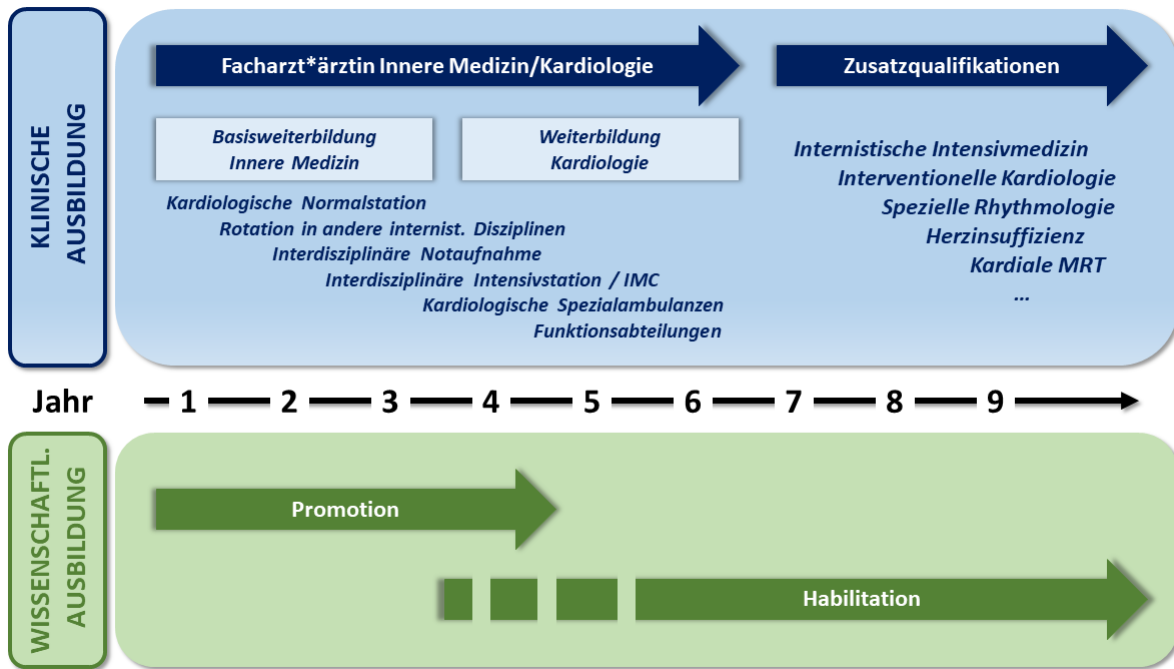 KLINISCHE
AUSBILDUNG
Facharzt*ärztin Innere Medizin/Kardiologie
Zusatzqualifikationen
Basisweiterbildung
Innere Medizin
Weiterbildung
Kardiologie
Kardiologische Normalstation
Rotation in andere internist. Disziplinen
Interdisziplinäre Notaufnahme
Interdisziplinäre Intensivstation / IMC
Kardiologische Spezialambulanzen
Funktionsabteilungen
Internistische Intensivmedizin
Interventionelle Kardiologie
Spezielle Rhythmologie
Herzinsuffizienz
Kardiale MRT
...
Jahr 1 2 3 4 5 6 7 8 9
WISSENSCHAFTL.
AUSBILDUNG
Promotion
Habilitation